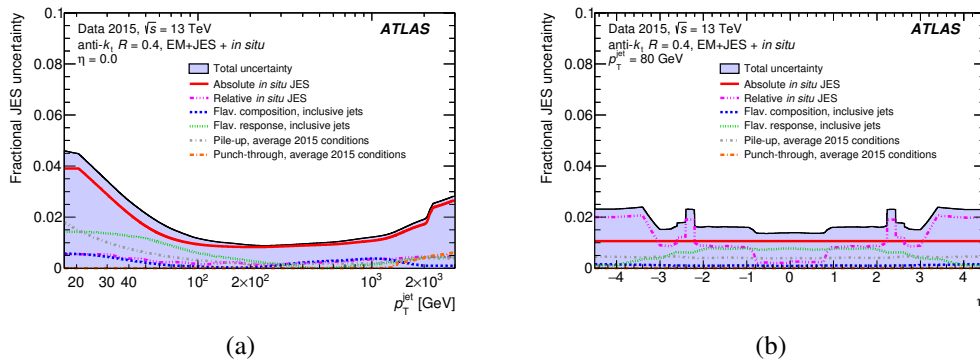 Fractional JES uncertainty
0.1
0.08
0.06
0.04
0.02
0
Data 2015, √s = 13 TeV
ATLAS
anti-kt R = 0.4, EM+JES + in situ
η = 0.0
Total uncertainty
Absolute in situ JES
Relative in situ JES
Flav. composition, inclusive jets
Flav. response, inclusive jets
Pile-up, average 2015 conditions
Punch-through, average 2015 conditions
20 30 40 10² 2×10² 10³ 2×10³
pTjet [GeV]
(a)
Fractional JES uncertainty
0.1
0.08
0.06
0.04
0.02
0
Data 2015, √s = 13 TeV
ATLAS
anti-kt R = 0.4, EM+JES + in situ
pTjet = 80 GeV
Total uncertainty
Absolute in situ JES
Relative in situ JES
Flav. composition, inclusive jets
Flav. response, inclusive jets
Pile-up, average 2015 conditions
Punch-through, average 2015 conditions
−4 −3 −2 −1 0 1 2 3 4
(b)